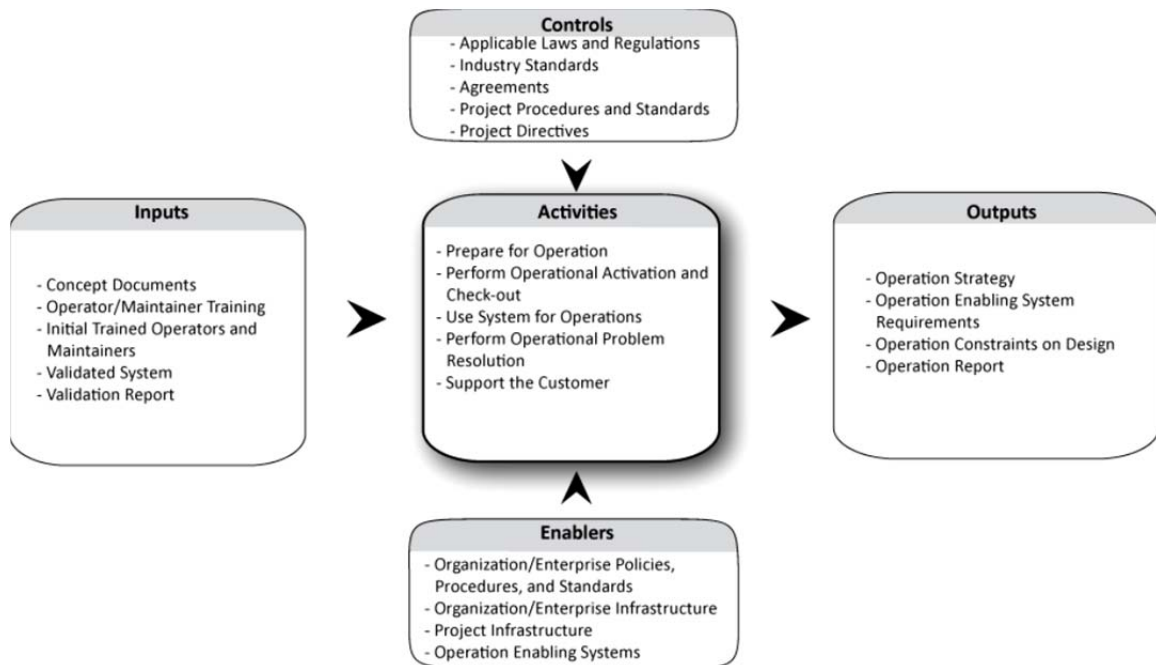 Controls
- Applicable Laws and Regulations
- Industry Standards
- Agreements
- Project Procedures and Standards
- Project Directives
Inputs
- Concept Documents
- Operator/Maintainer Training
- Initial Trained Operators and
Maintainers
- Validated System
- Validation Report
Activities
- Prepare for Operation
- Perform Operational Activation and
Check-out
- Use System for Operations
- Perform Operational Problem
Resolution
- Support the Customer
Outputs
- Operation Strategy
- Operation Enabling System
Requirements
- Operation Constraints on Design
- Operation Report
Enablers
- Organization/Enterprise Policies,
Procedures, and Standards
- Organization/Enterprise Infrastructure
- Project Infrastructure
- Operation Enabling Systems